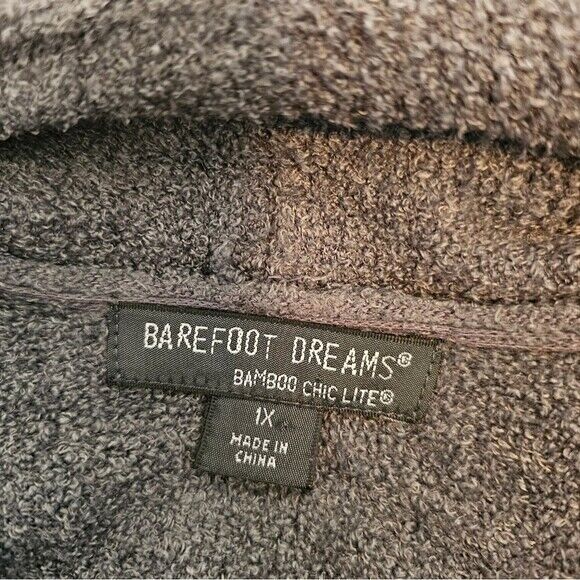 BAREFOOT DREAMS®
BAMBOO CHIC LITE®
1X
MADE IN
CHINA